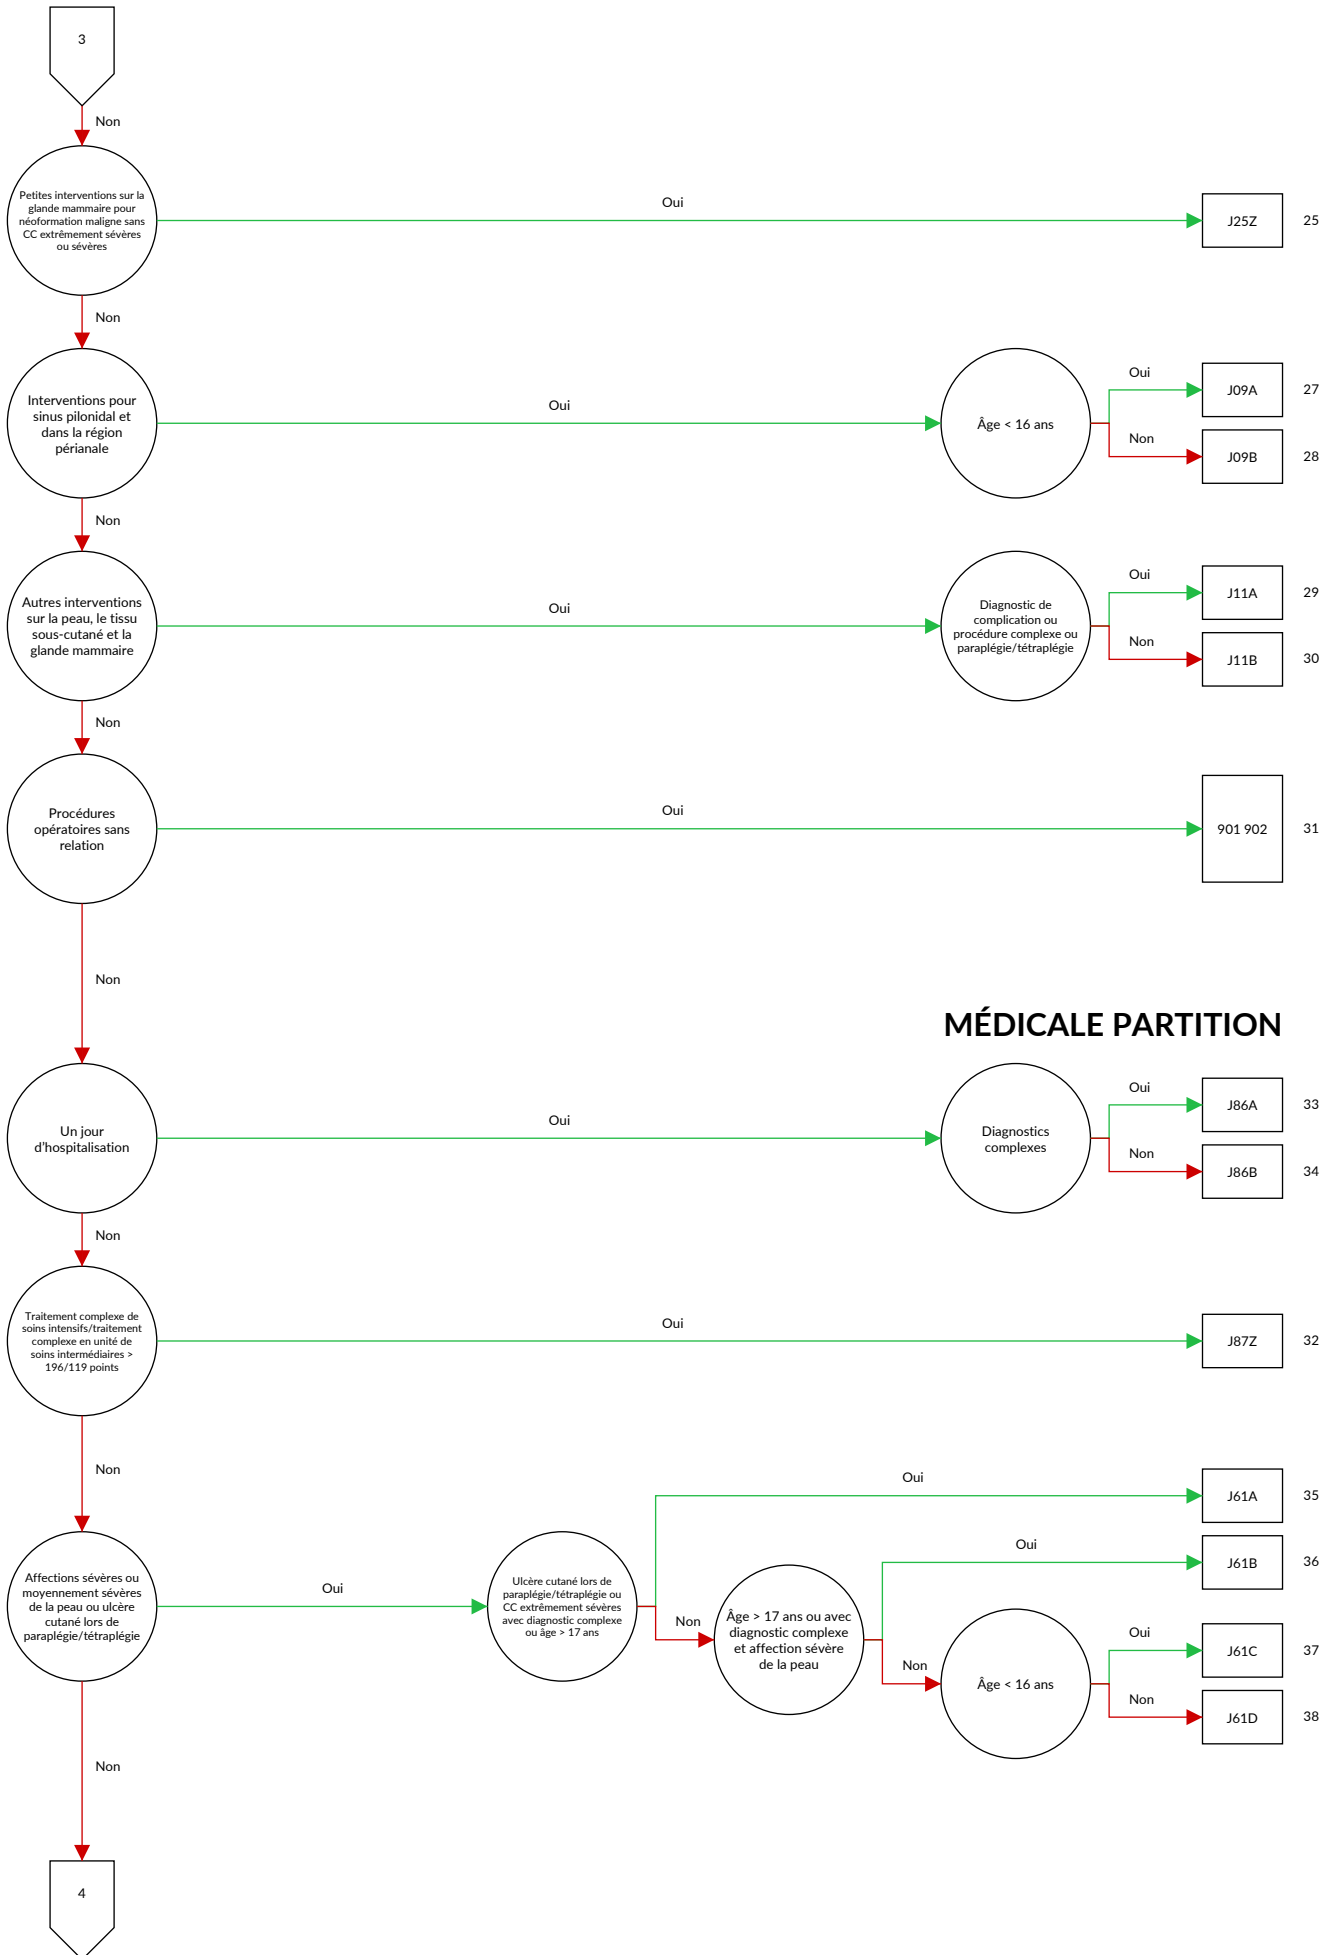 3
Non
Petites interventions sur la
glande mammaire pour
néoformation maligne sans
CC extrêmement sévères
ou sévères
Oui
J25Z
25
Non
Interventions pour
sinus pilonidal et
dans la région
périanale
Oui
Âge < 16 ans
Oui
J09A
27
Non
J09B
28
Non
Autres interventions
sur la peau, le tissu
sous-cutané et la
glande mammaire
Oui
Diagnostic de
complication ou
procédure complexe ou
paraplégie/tétraplégie
Oui
J11A
29
Non
J11B
30
Non
Procédures
opératoires sans
relation
Oui
901 902
31
Non
MÉDICALE PARTITION
Un jour
d'hospitalisation
Oui
Diagnostics
complexes
Oui
J86A
33
Non
J86B
34
Non
Traitement complexe de
soins intensifs/traitement
complexe en unité de
soins intermédiaires >
196/119 points
Oui
J87Z
32
Non
Affections sévères ou
moyennement sévères
de la peau ou ulcère
cutané lors de
paraplégie/tétraplégie
Oui
Ulcère cutané lors de
paraplégie/tétraplégie ou
CC extrêmement sévères
avec diagnostic complexe
ou âge > 17 ans
Oui
J61A
35
Non
Âge > 17 ans ou avec
diagnostic complexe
et affection sévère
de la peau
Oui
J61B
36
Non
Âge < 16 ans
Oui
J61C
37
Non
J61D
38
Non
4